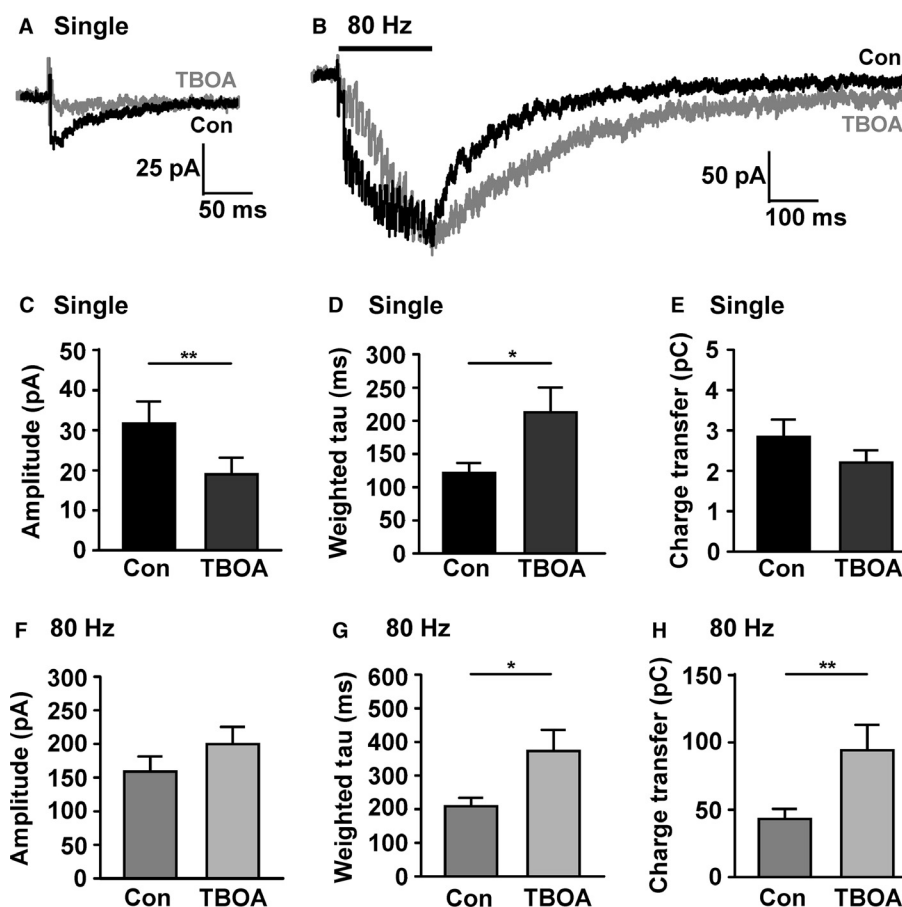 A Single
TBOA
Con
25 pA
50 ms
B 80 Hz
Con
TBOA
50 pA
100 ms
C Single
Amplitude (pA)
50
40
30
20
10
0
**
Con TBOA
D Single
Weighted tau (ms)
300
250
200
150
100
50
0
*
Con TBOA
E Single
Charge transfer (pC)
5
4
3
2
1
0
Con TBOA
F 80 Hz
Amplitude (pA)
300
250
200
150
100
50
0
Con TBOA
G 80 Hz
Weighted tau (ms)
600
500
400
300
200
100
0
*
Con TBOA
H 80 Hz
Charge transfer (pC)
150
100
50
0
**
Con TBOA